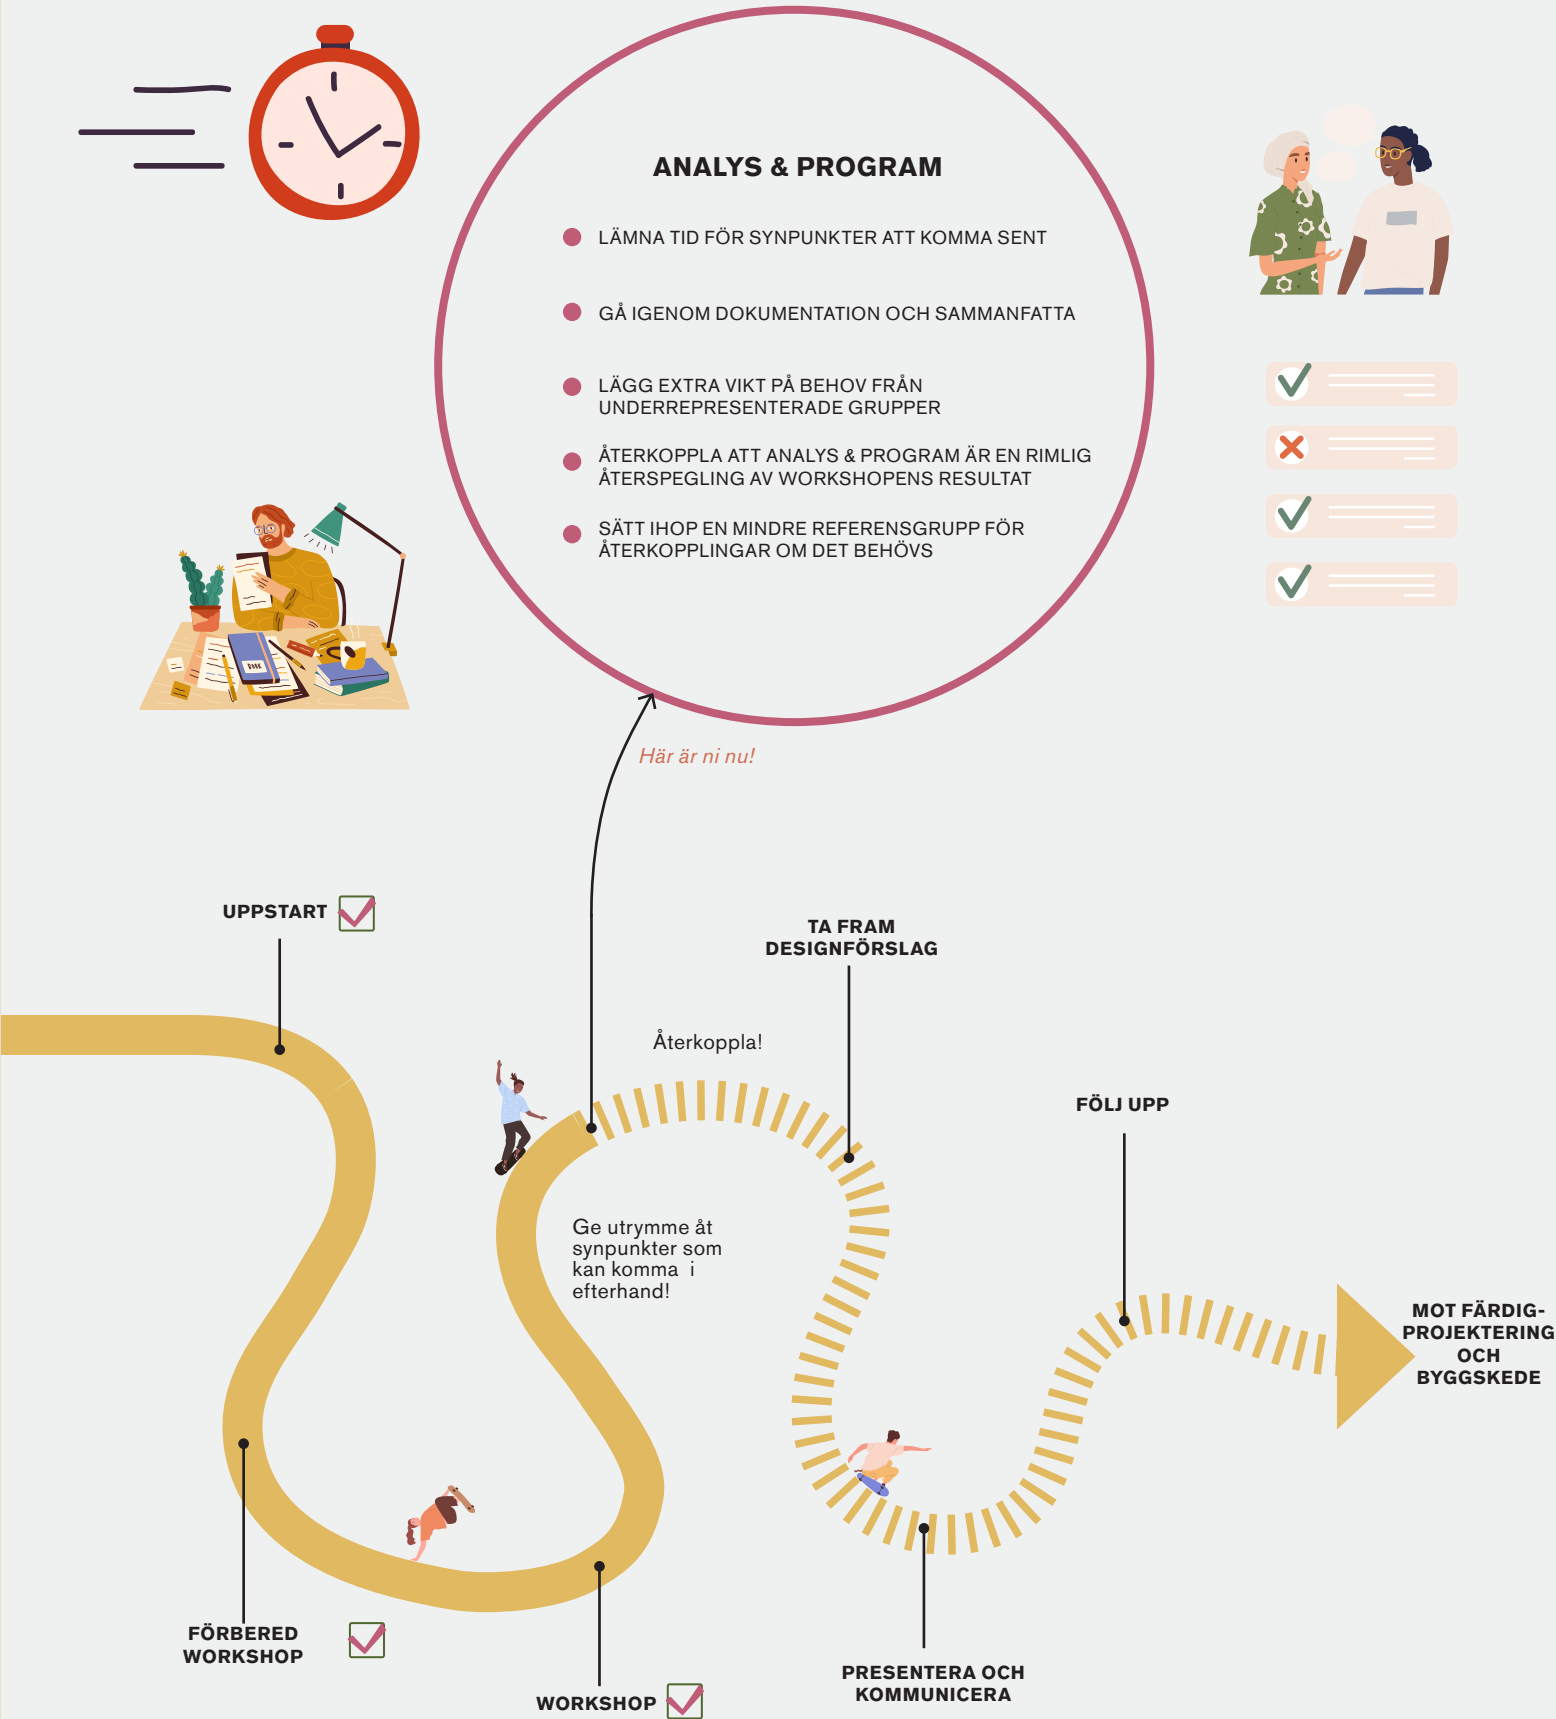 ANALYS & PROGRAM
LÄMNA TID FÖR SYNPUNKTER ATT KOMMA SENT
GÅ IGENOM DOKUMENTATION OCH SAMMANFATTA
LÄGG EXTRA VIKT PÅ BEHOV FRÅN
UNDERREPRESENTERADE GRUPPER
ÅTERKOPPLA ATT ANALYS & PROGRAM ÄR EN RIMLIG
ÅTERSPEGLING AV WORKSHOPENS RESULTAT
SÄTT IHOP EN MINDRE REFERENSGRUPP FÖR
ÅTERKOPPLINGAR OM DET BEHÖVS
BOOK
Här är ni nu!
UPPSTART
TA FRAM
DESIGNFÖRSLAG
Återkoppla!
FÖLJ UPP
Ge utrymme åt
synpunkter som
kan komma i
efterhand!
MOT FÄRDIG-
PROJEKTERING
OCH
BYGGSKEDE
FÖRBERED
WORKSHOP
WORKSHOP
PRESENTERA OCH
KOMMUNICERA